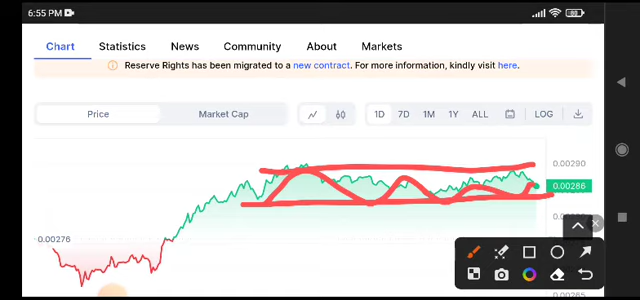 6:55 PM
83
Chart Statistics News Community About Markets
Reserve Rights has been migrated to a new contract. For more information, kindly visit here.
Price Market Cap 1D 7D 1M 1Y ALL LOG
0.00290
0.00286
0.00276